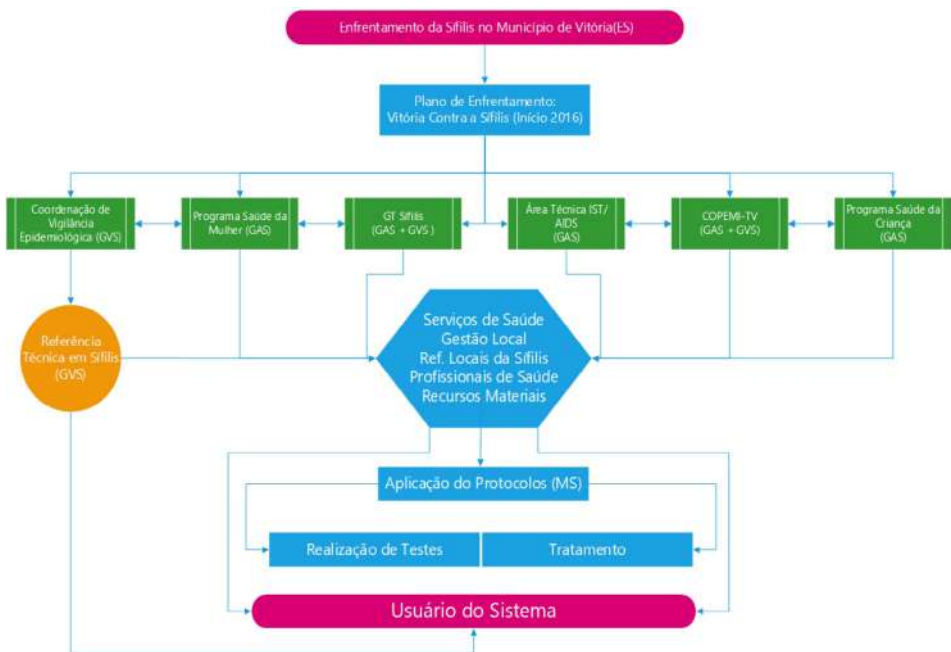 Enfrentamento da Sífilis no Município de Vitória(ES)
Plano de Enfrentamento:
Vitória Contra a Sífilis (Início 2016)
Coordenação de
Vigilância
Epidemiológica (GVS)
Programa Saúde da
Mulher (GAS)
GT Sífilis
(GAS + GVS )
Área Técnica IST/
AIDS
(GAS)
COPEMI-TV
(GAS + GVS)
Programa Saúde da
Criança
(GAS)
Referência
Técnica em Sífilis
(GVS)
Serviços de Saúde
Gestão Local
Ref. Locais da Sífilis
Profissionais de Saúde
Recursos Materiais
Aplicação do Protocolos (MS)
Realização de Testes
Tratamento
Usuário do Sistema